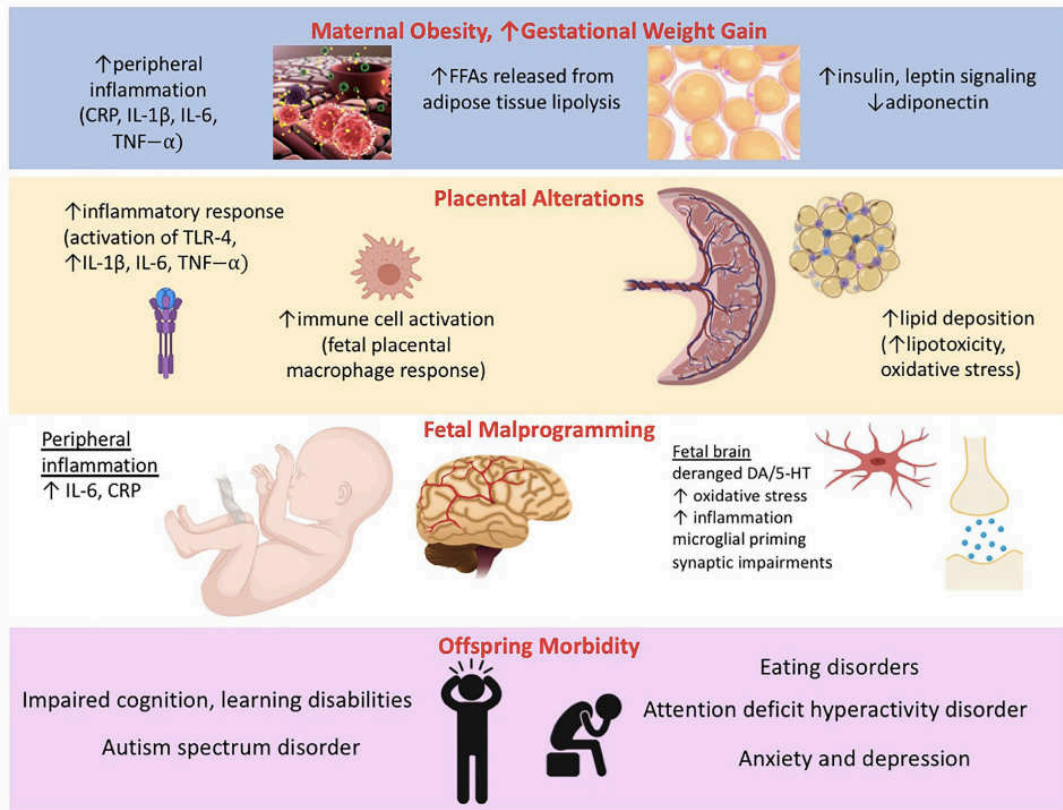 Maternal Obesity, ↑Gestational Weight Gain
↑peripheral
inflammation
(CRP, IL-1β, IL-6,
TNF−α)
↑FFAs released from
adipose tissue lipolysis
↑insulin, leptin signaling
↓adiponectin
Placental Alterations
↑inflammatory response
(activation of TLR-4,
↑IL-1β, IL-6, TNF−α)
↑immune cell activation
(fetal placental
macrophage response)
↑lipid deposition
(↑lipotoxicity,
oxidative stress)
Fetal Malprogramming
Peripheral
inflammation
↑ IL-6, CRP
Fetal brain
deranged DA/5-HT
↑ oxidative stress
↑ inflammation
microglial priming
synaptic impairments
Offspring Morbidity
Impaired cognition, learning disabilities
Autism spectrum disorder
Eating disorders
Attention deficit hyperactivity disorder
Anxiety and depression